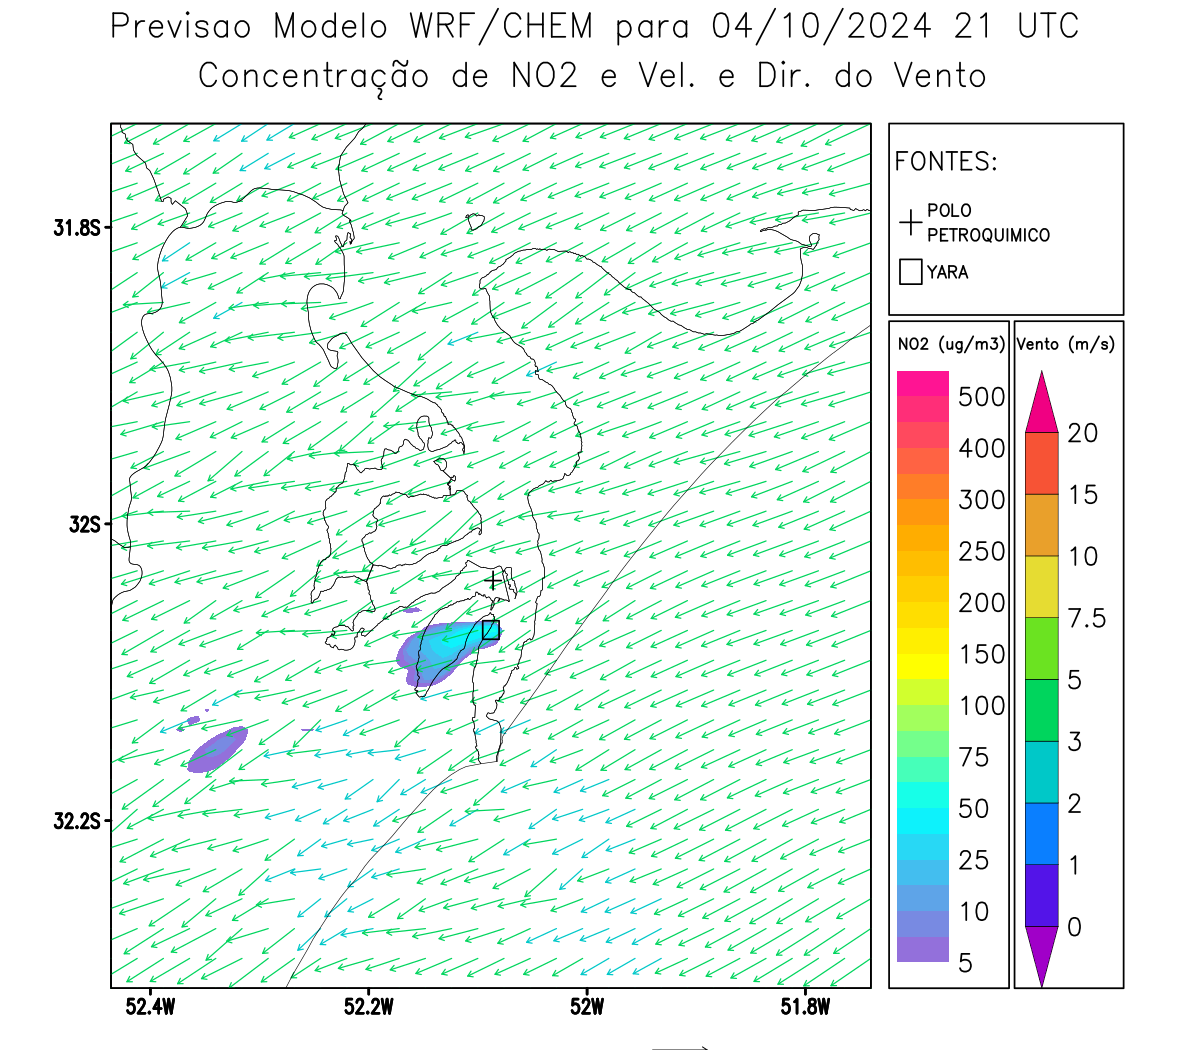 Previsao Modelo WRF/CHEM para 04/10/2024 21 UTC
Concentração de NO2 e Vel. e Dir. do Vento
FONTES:
POLO
PETROQUIMICO
YARA
NO2 (ug/m3)
500
400
300
250
200
150
100
75
50
25
10
5
Vento (m/s)
20
15
10
7.5
5
3
2
1
0
31.8S
32S
32.2S
52.4W
52.2W
52W
51.8W